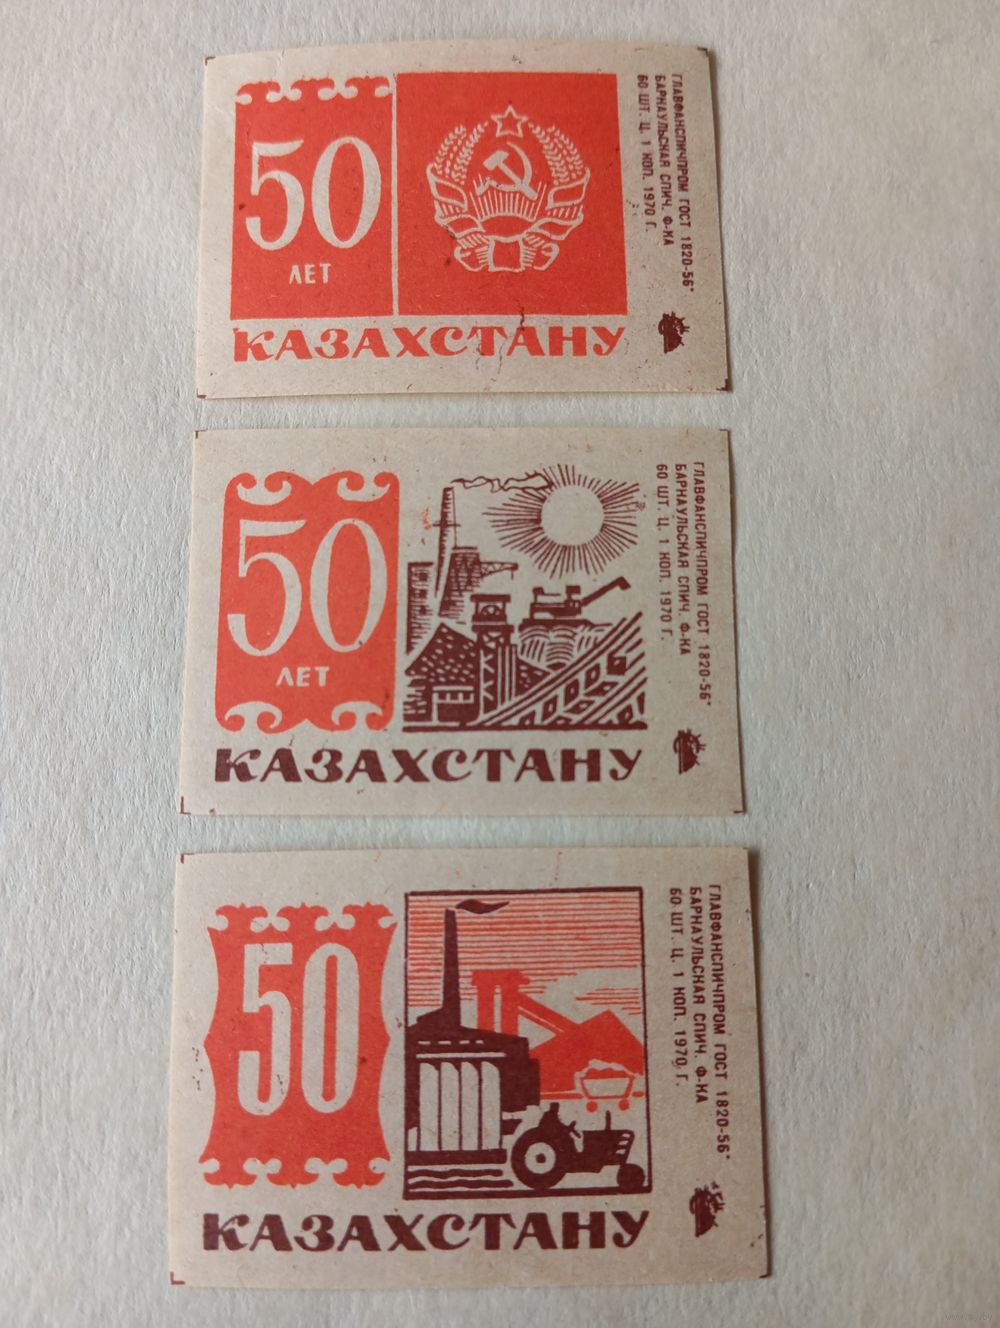 50
ЛЕТ
КАЗАХСТАНУ
ГЛАВФАНСПИЧПРОМ ГОСТ 1820-56*
БАРНАУЛЬСКАЯ СПИЧ. Ф-КА
60 ШТ. Ц. 1 КОП. 1970 Г.
50
ЛЕТ
КАЗАХСТАНУ
ГЛАВФАНСПИЧПРОМ ГОСТ 1820-56*
БАРНАУЛЬСКАЯ СПИЧ. Ф-КА
60 ШТ. Ц. 1 КОП. 1970 Г.
50
КАЗАХСТАНУ
ГЛАВФАНСПИЧПРОМ ГОСТ 1820-56*
БАРНАУЛЬСКАЯ СПИЧ. Ф-КА
60 ШТ. Ц. 1 КОП. 1970 Г.